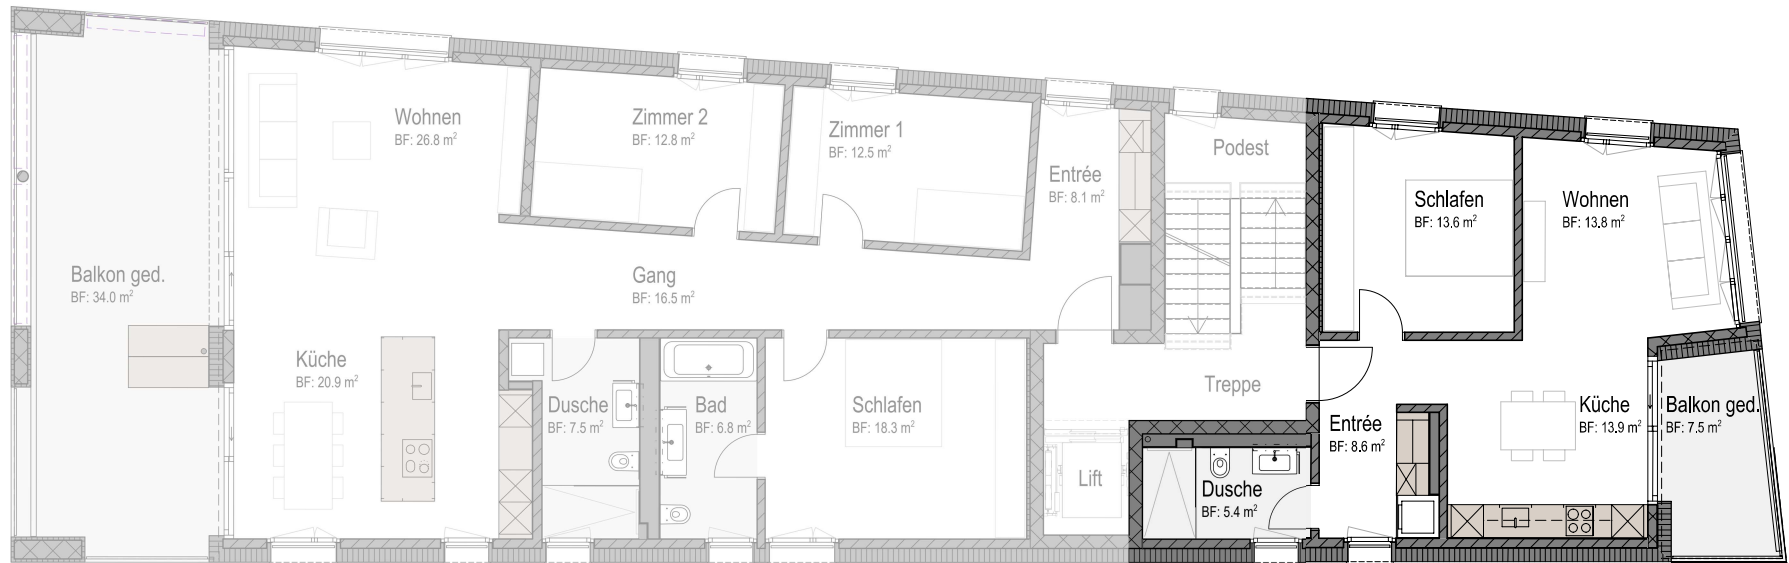 Wohnen
BF: 26.8 m²
Zimmer 2
BF: 12.8 m²
Zimmer 1
BF: 12.5 m²
Entrée
BF: 8.1 m²
Podest
Schlafen
BF: 13.6 m²
Wohnen
BF: 13.8 m²
Balkon ged.
BF: 34.0 m²
Gang
BF: 16.5 m²
Küche
BF: 20.9 m²
Dusche
BF: 7.5 m²
Bad
BF: 6.8 m²
Schlafen
BF: 18.3 m²
Treppe
Lift
Dusche
BF: 5.4 m²
Entrée
BF: 8.6 m²
Küche
BF: 13.9 m²
Balkon ged.
BF: 7.5 m²